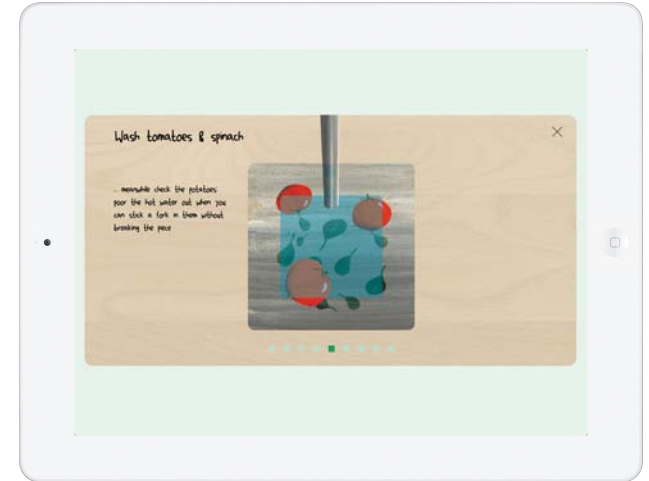 Wash tomatoes & spinach
... meanwhile check the potatoes
poor the hot water out when you
can stick a fork in them without
breaking the pece